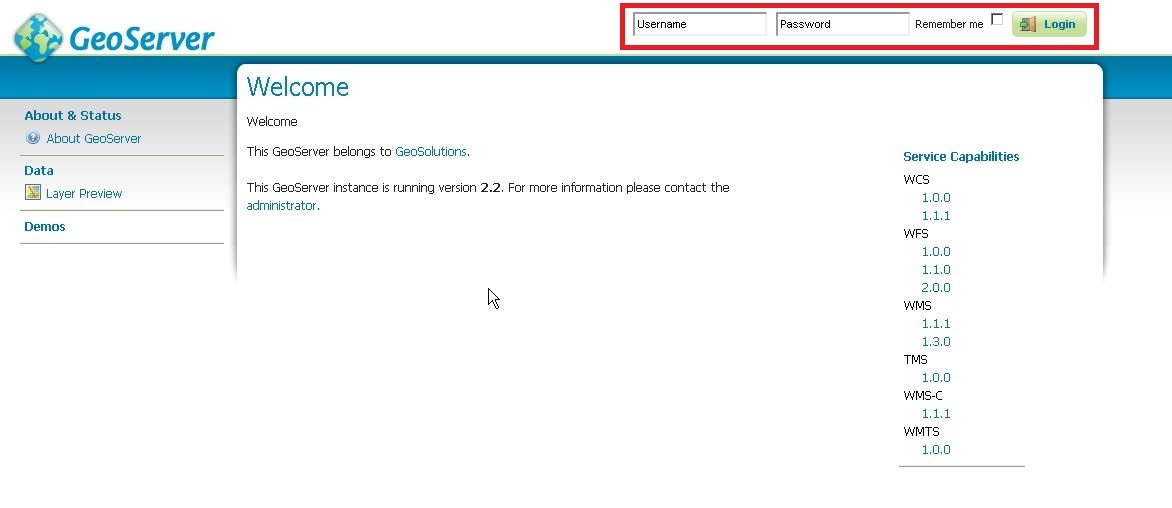 GeoServer
Username
Password
Remember me
Login
About & Status
About GeoServer
Data
Layer Preview
Demos
Welcome
Welcome
This GeoServer belongs to GeoSolutions.
This GeoServer instance is running version 2.2. For more information please contact the
administrator.
Service Capabilities
WCS
1.0.0
1.1.1
WFS
1.0.0
1.1.0
2.0.0
WMS
1.1.1
1.3.0
TMS
1.0.0
WMS-C
1.1.1
WMTS
1.0.0